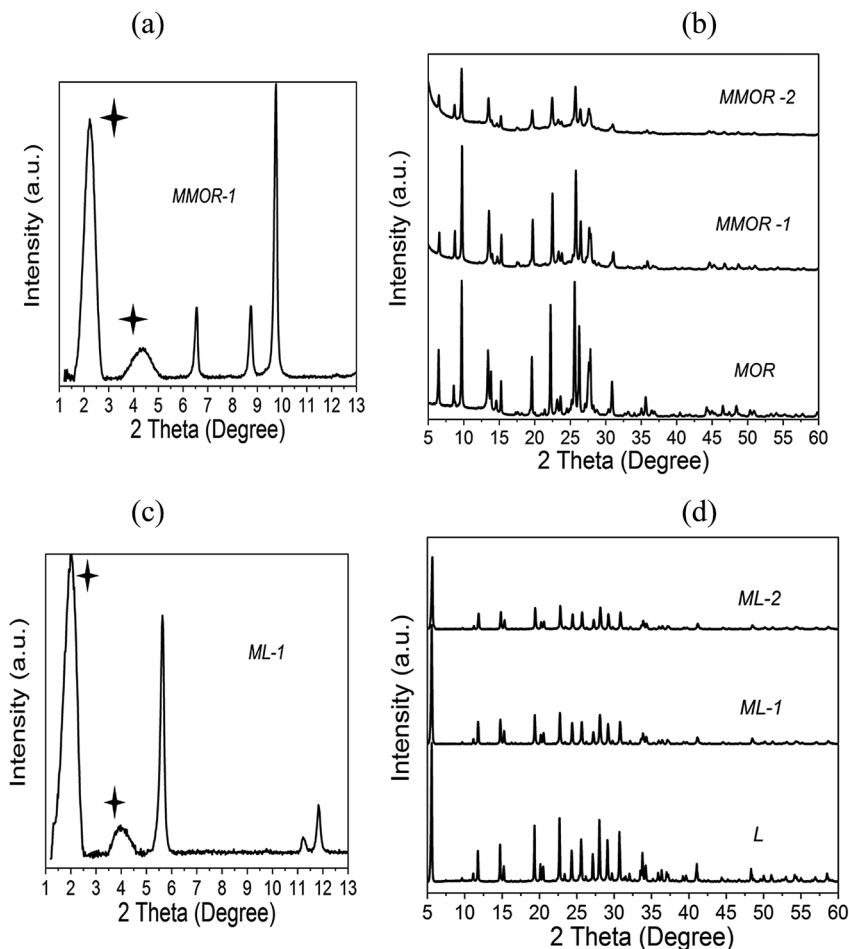 (a)
Intensity (a.u.)
MMOR-1
1 2 3 4 5 6 7 8 9 10 11 12 13
2 Theta (Degree)
(b)
Intensity (a.u.)
MMOR -2
MMOR -1
MOR
5 10 15 20 25 30 35 40 45 50 55 60
2 Theta (Degree)
(c)
Intensity (a.u.)
ML-1
1 2 3 4 5 6 7 8 9 10 11 12 13
2 Theta (Degree)
(d)
Intensity (a.u.)
ML-2
ML-1
L
5 10 15 20 25 30 35 40 45 50 55 60
2 Theta (Degree)